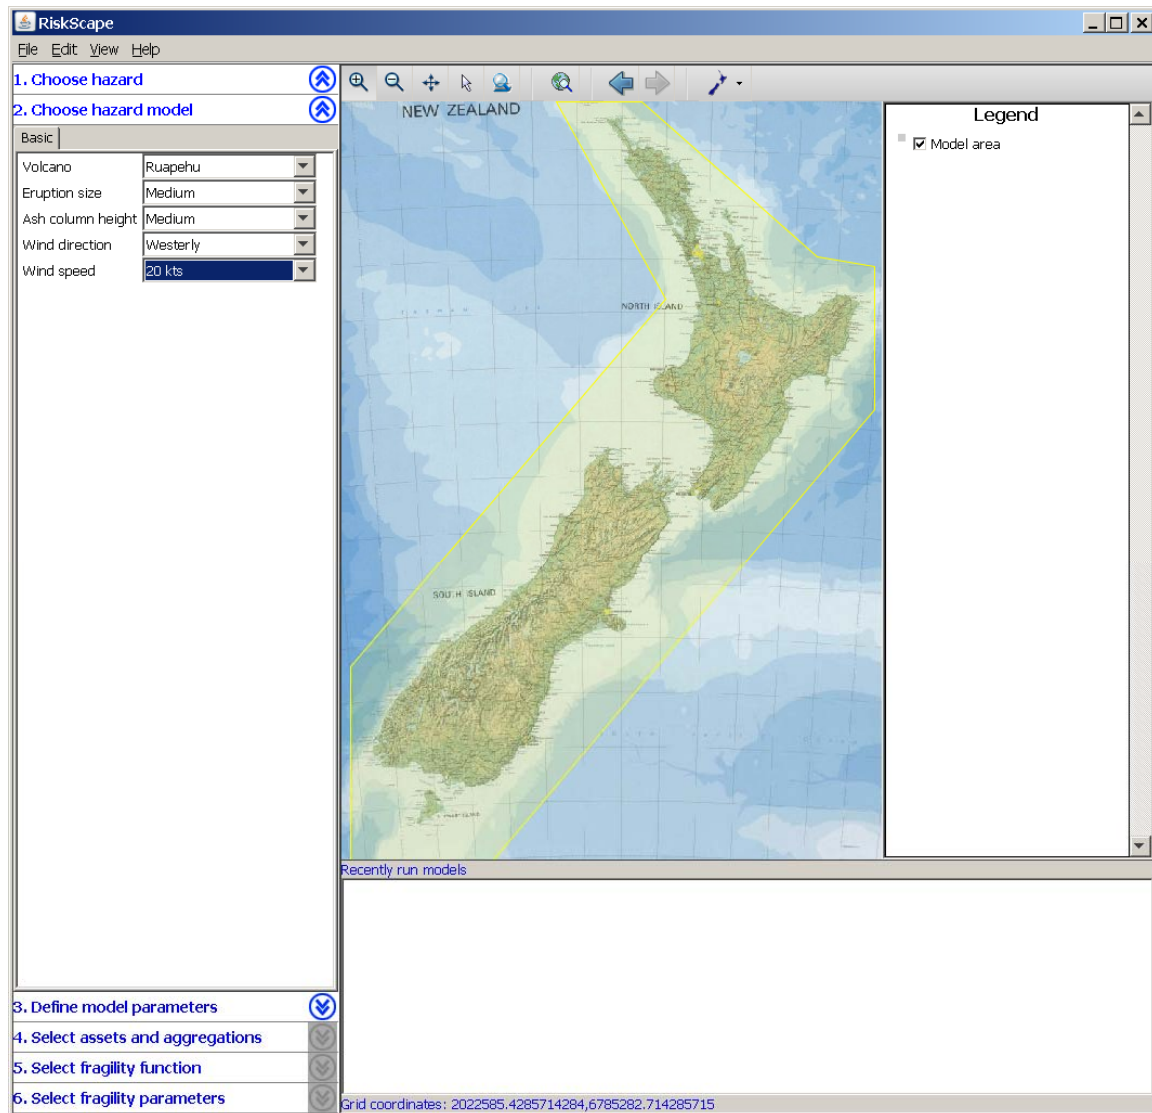 RiskScape
File Edit View Help
1. Choose hazard
2. Choose hazard model
Basic
Volcano Ruapehu
Eruption size Medium
Ash column height Medium
Wind direction Westerly
Wind speed 20 kts
3. Define model parameters
4. Select assets and aggregations
5. Select fragility function
6. Select fragility parameters
NEW ZEALAND
NORTH ISLAND
SOUTH ISLAND
Legend
Model area
Recently run models
Grid coordinates: 2022585.4285714284,6785282.714285715